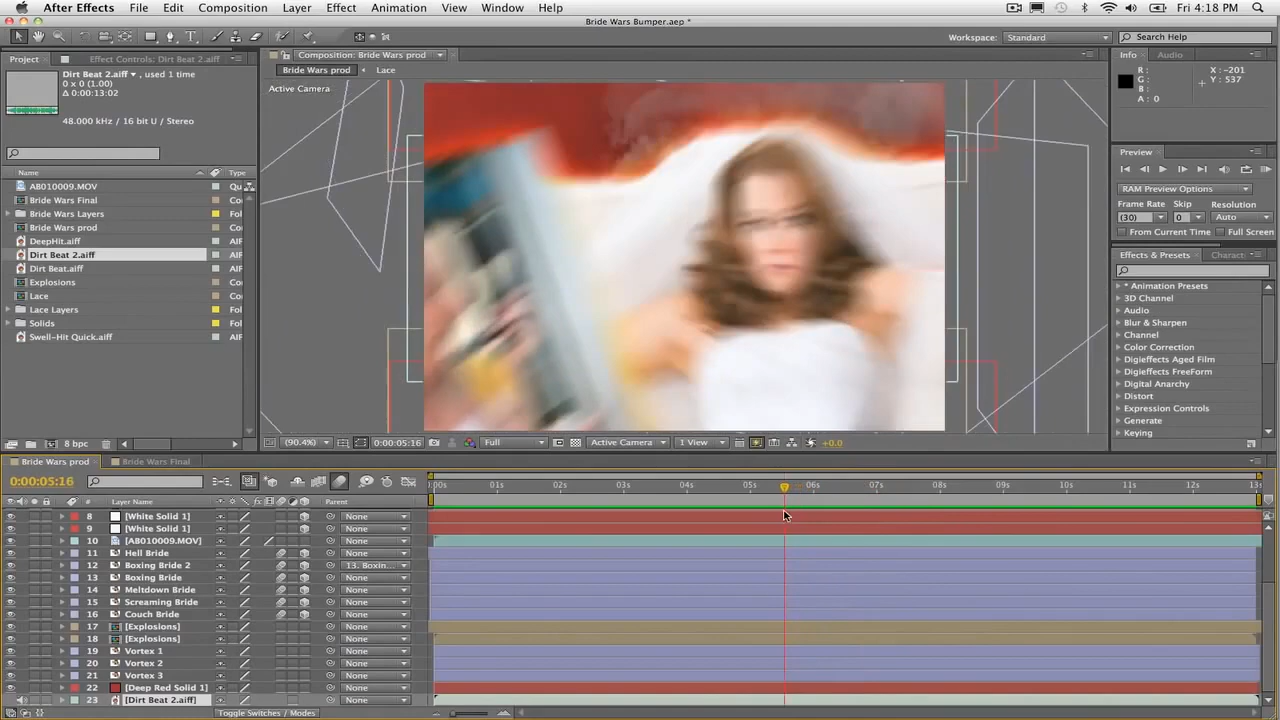 After Effects File Edit Composition Layer Effect Animation View Window Help Fri 4:18 PM
Bride Wars Bumper.aep *
Workspace: Standard Search Help
Project Effect Controls: Dirt Beat 2.aiff
Composition: Bride Wars prod
Info Audio
Dirt Beat 2.aiff , used 1 time
0 x 0 (1.00)
Δ 0:00:13:02
48.000 kHz / 16 bit U / Stereo
Bride Wars prod Lace
Active Camera
R :
G :
B :
A : 0
X : -201
Y : 537
Name Type
AB010009.MOV Qu
Bride Wars Final Co
Bride Wars Layers Fol
Bride Wars prod Co
DeepHit.aiff AIF
Dirt Beat 2.aiff AIF
Dirt Beat.aiff AIF
Explosions Co
Lace Co
Lace Layers Fol
Solids Fol
Swell-Hit Quick.aiff AIF
8 bpc
Preview
RAM Preview Options
Frame Rate Skip Resolution
(30) 0 Auto
From Current Time Full Screen
Effects & Presets Charact
* Animation Presets
3D Channel
Audio
Blur & Sharpen
Channel
Color Correction
Digieffects Aged Film
Digieffects FreeForm
Digital Anarchy
Distort
Expression Controls
Generate
Keying
(90.4%) 0:00:05:16 Full Active Camera 1 View +0.0
Bride Wars prod Bride Wars Final
0:00:05:16
:00s 01s 02s 03s 04s 05s 06s 07s 08s 09s 10s 11s 12s 13s
# Layer Name Parent
8 [White Solid 1] None
9 [White Solid 1] None
10 [AB010009.MOV] None
11 Hell Bride None
12 Boxing Bride 2 13. Boxin...
13 Boxing Bride None
14 Meltdown Bride None
15 Screaming Bride None
16 Couch Bride None
17 [Explosions] None
18 [Explosions] None
19 Vortex 1 None
20 Vortex 2 None
21 Vortex 3 None
22 [Deep Red Solid 1] None
23 [Dirt Beat 2.aiff] None
Toggle Switches / Modes